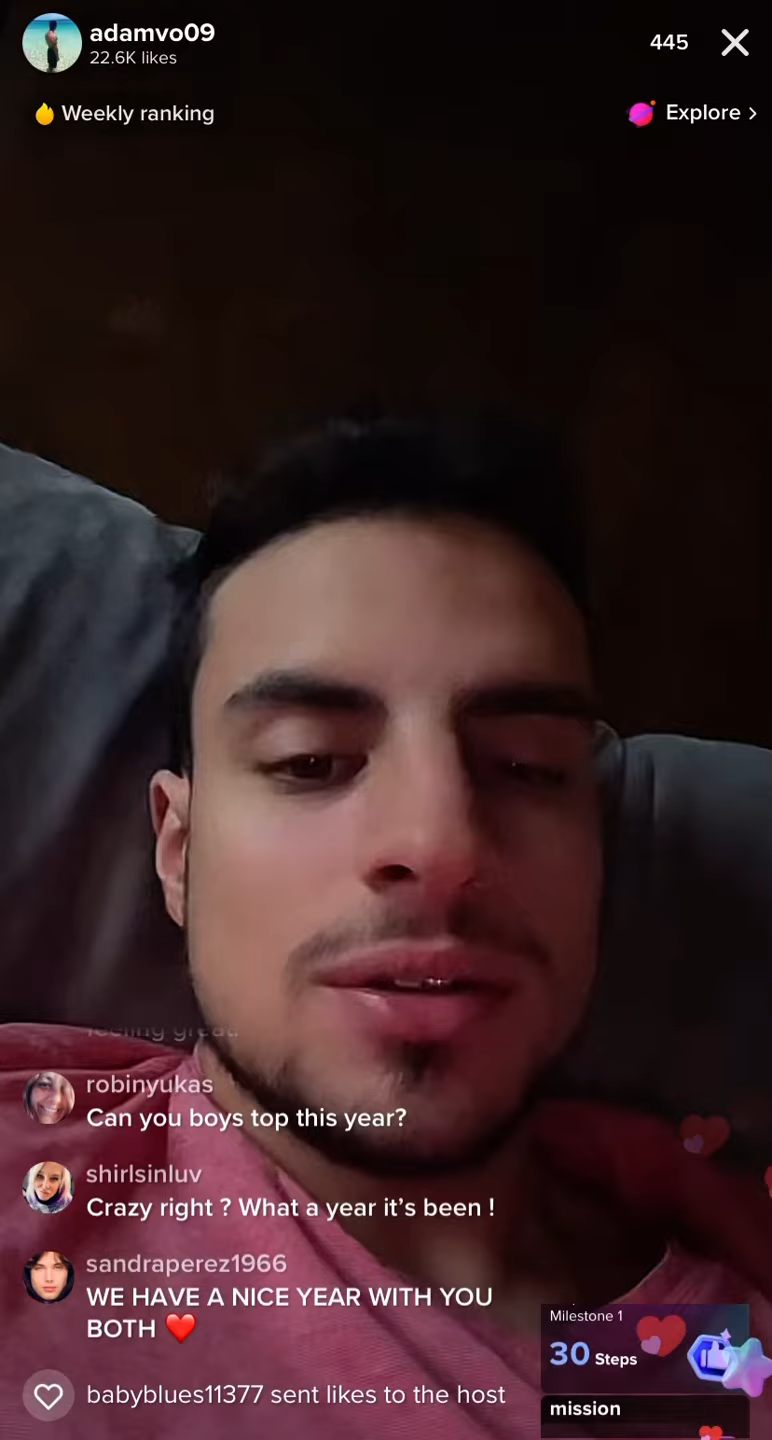 adamvo09
22.6K likes
445
Weekly ranking
Explore
feeling great.
robinyukas
Can you boys top this year?
shirlsinluv
Crazy right ? What a year it’s been !
sandraperez1966
WE HAVE A NICE YEAR WITH YOU
BOTH ❤️
babyblues11377 sent likes to the host
Milestone 1
30 Steps
mission